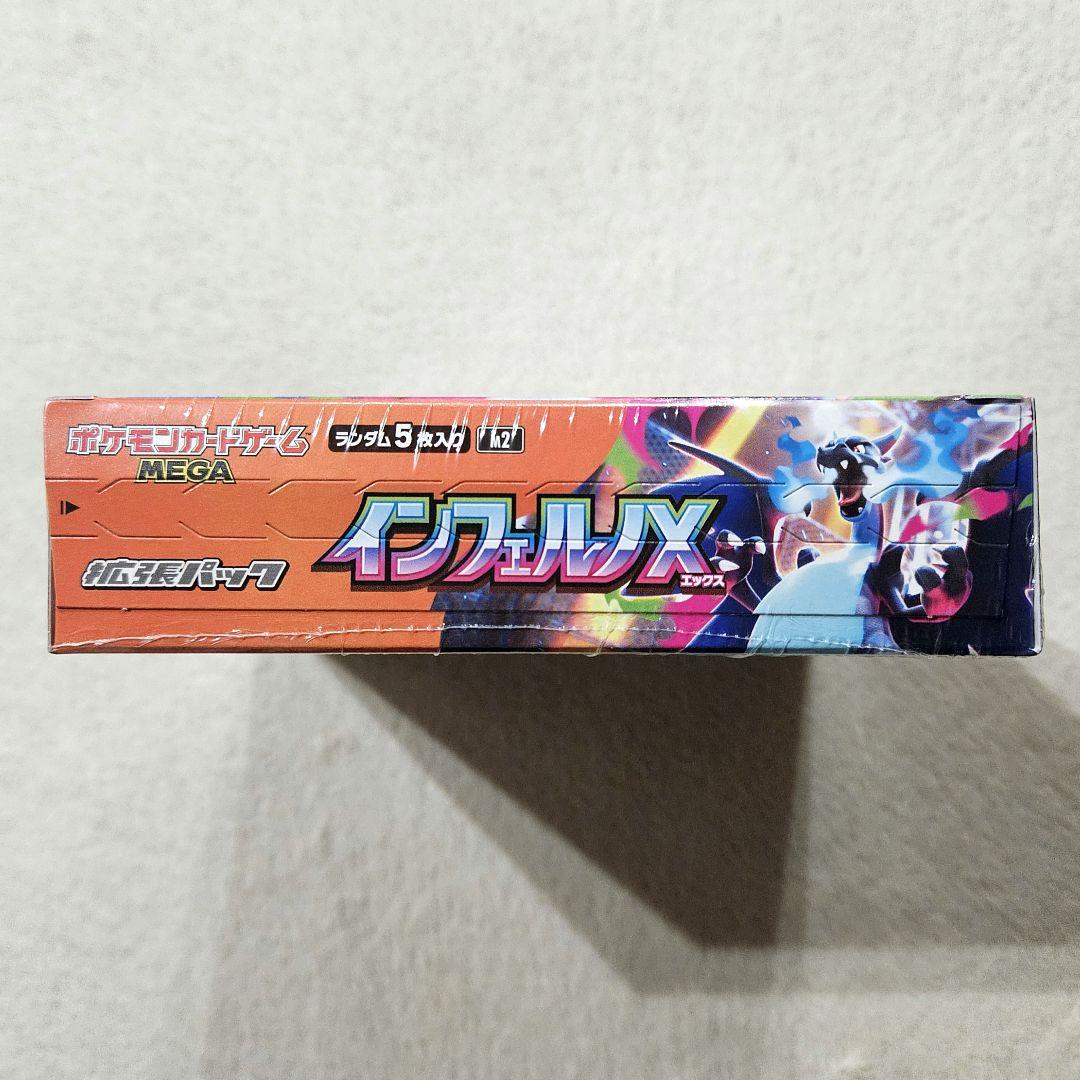 ポケモンカードゲーム
MEGA
ランダム5枚入り
M2
インフェルノX
エックス
拡張パック